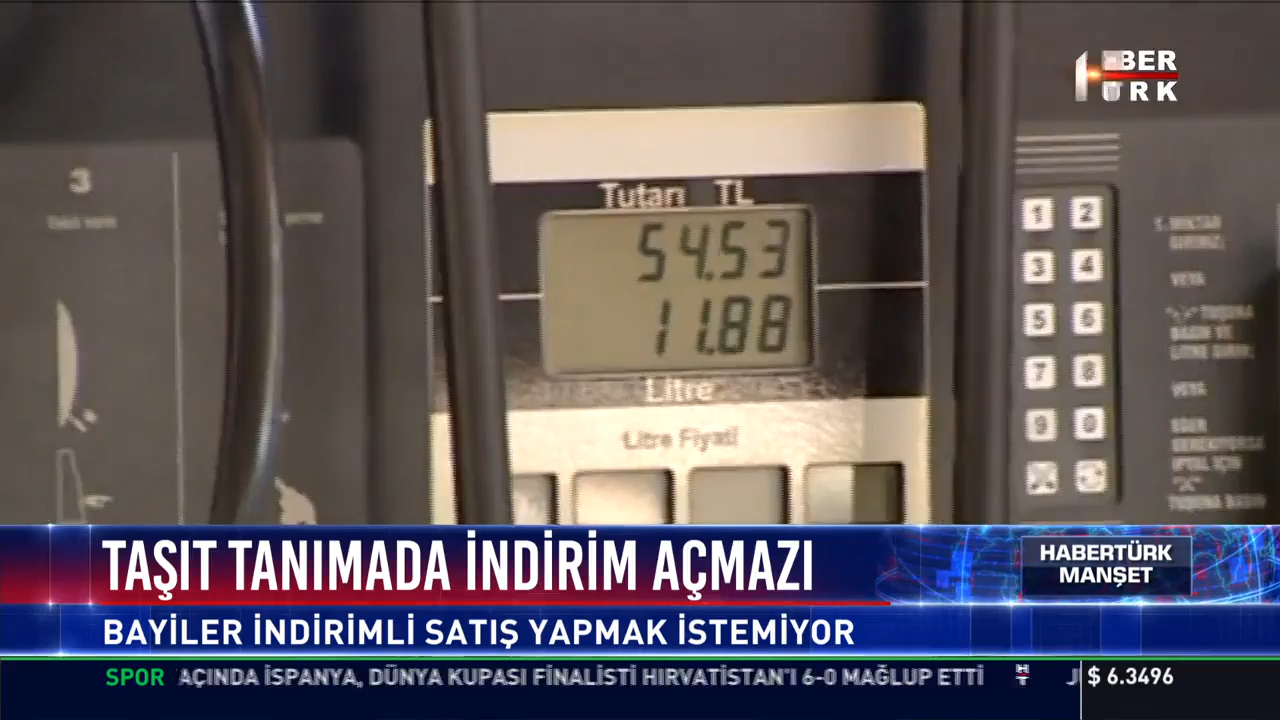 HABER
TÜRK
3
Tutarı TL
54.53
11.88
Litre
Litre Fiyatı
1 2
3 4
5 6
7 8
9 0
VEYA
VEYA
TAŞIT TANIMADA İNDİRİM AÇMAZI
HABERTÜRK
MANŞET
BAYİLER İNDİRİMLİ SATIŞ YAPMAK İSTEMİYOR
SPOR AÇINDA İSPANYA, DÜNYA KUPASI FİNALİSTİ HIRVATİSTAN'I 6-0 MAĞLUP ETTİ
$ 6.3496